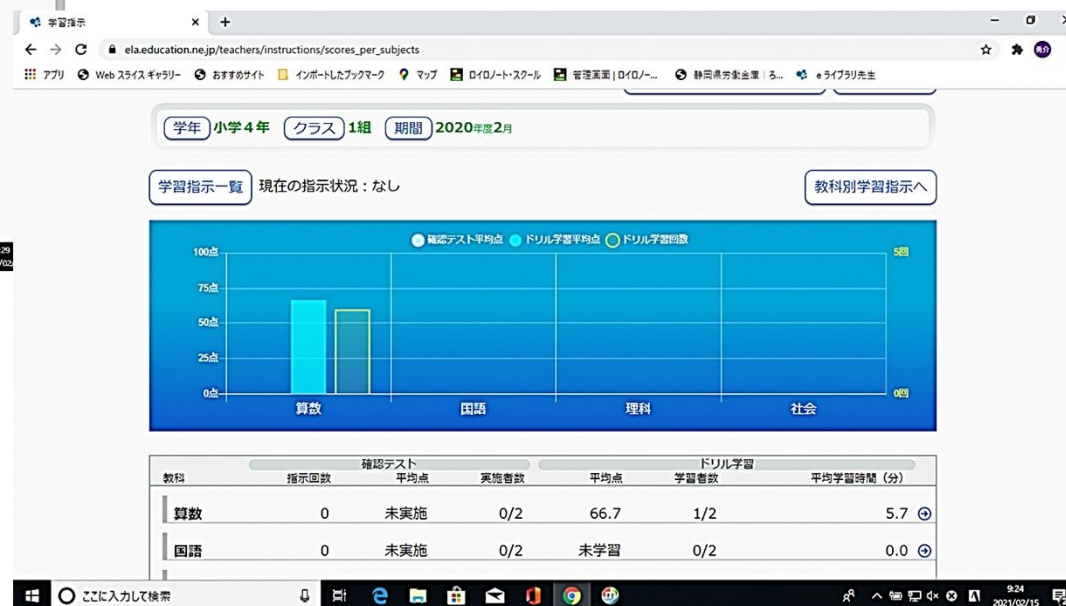 学習指示
ela.education.ne.jp/teachers/instructions/scores_per_subjects
勇介
アプリ Web スライス ギャラリー おすすめサイト インポートしたブックマーク マップ ロイロノート・スクール 管理画面 | ロイロノー... 静岡県労働金庫 | ろ... eライブラリ先生
学年 小学4年 クラス 1組 期間 2020年度2月
学習指示一覧 現在の指示状況:なし 教科別学習指示へ
確認テスト平均点 ドリル学習平均点 ドリル学習回数
100点 5回
75点
50点
25点
0点 0回
算数 国語 理科 社会
確認テスト ドリル学習
教科 指示回数 平均点 実施者数 平均点 学習者数 平均学習時間(分)
算数 0 未実施 0/2 66.7 1/2 5.7
国語 0 未実施 0/2 未学習 0/2 0.0
ここに入力して検索
A 9:24
2021/02/15